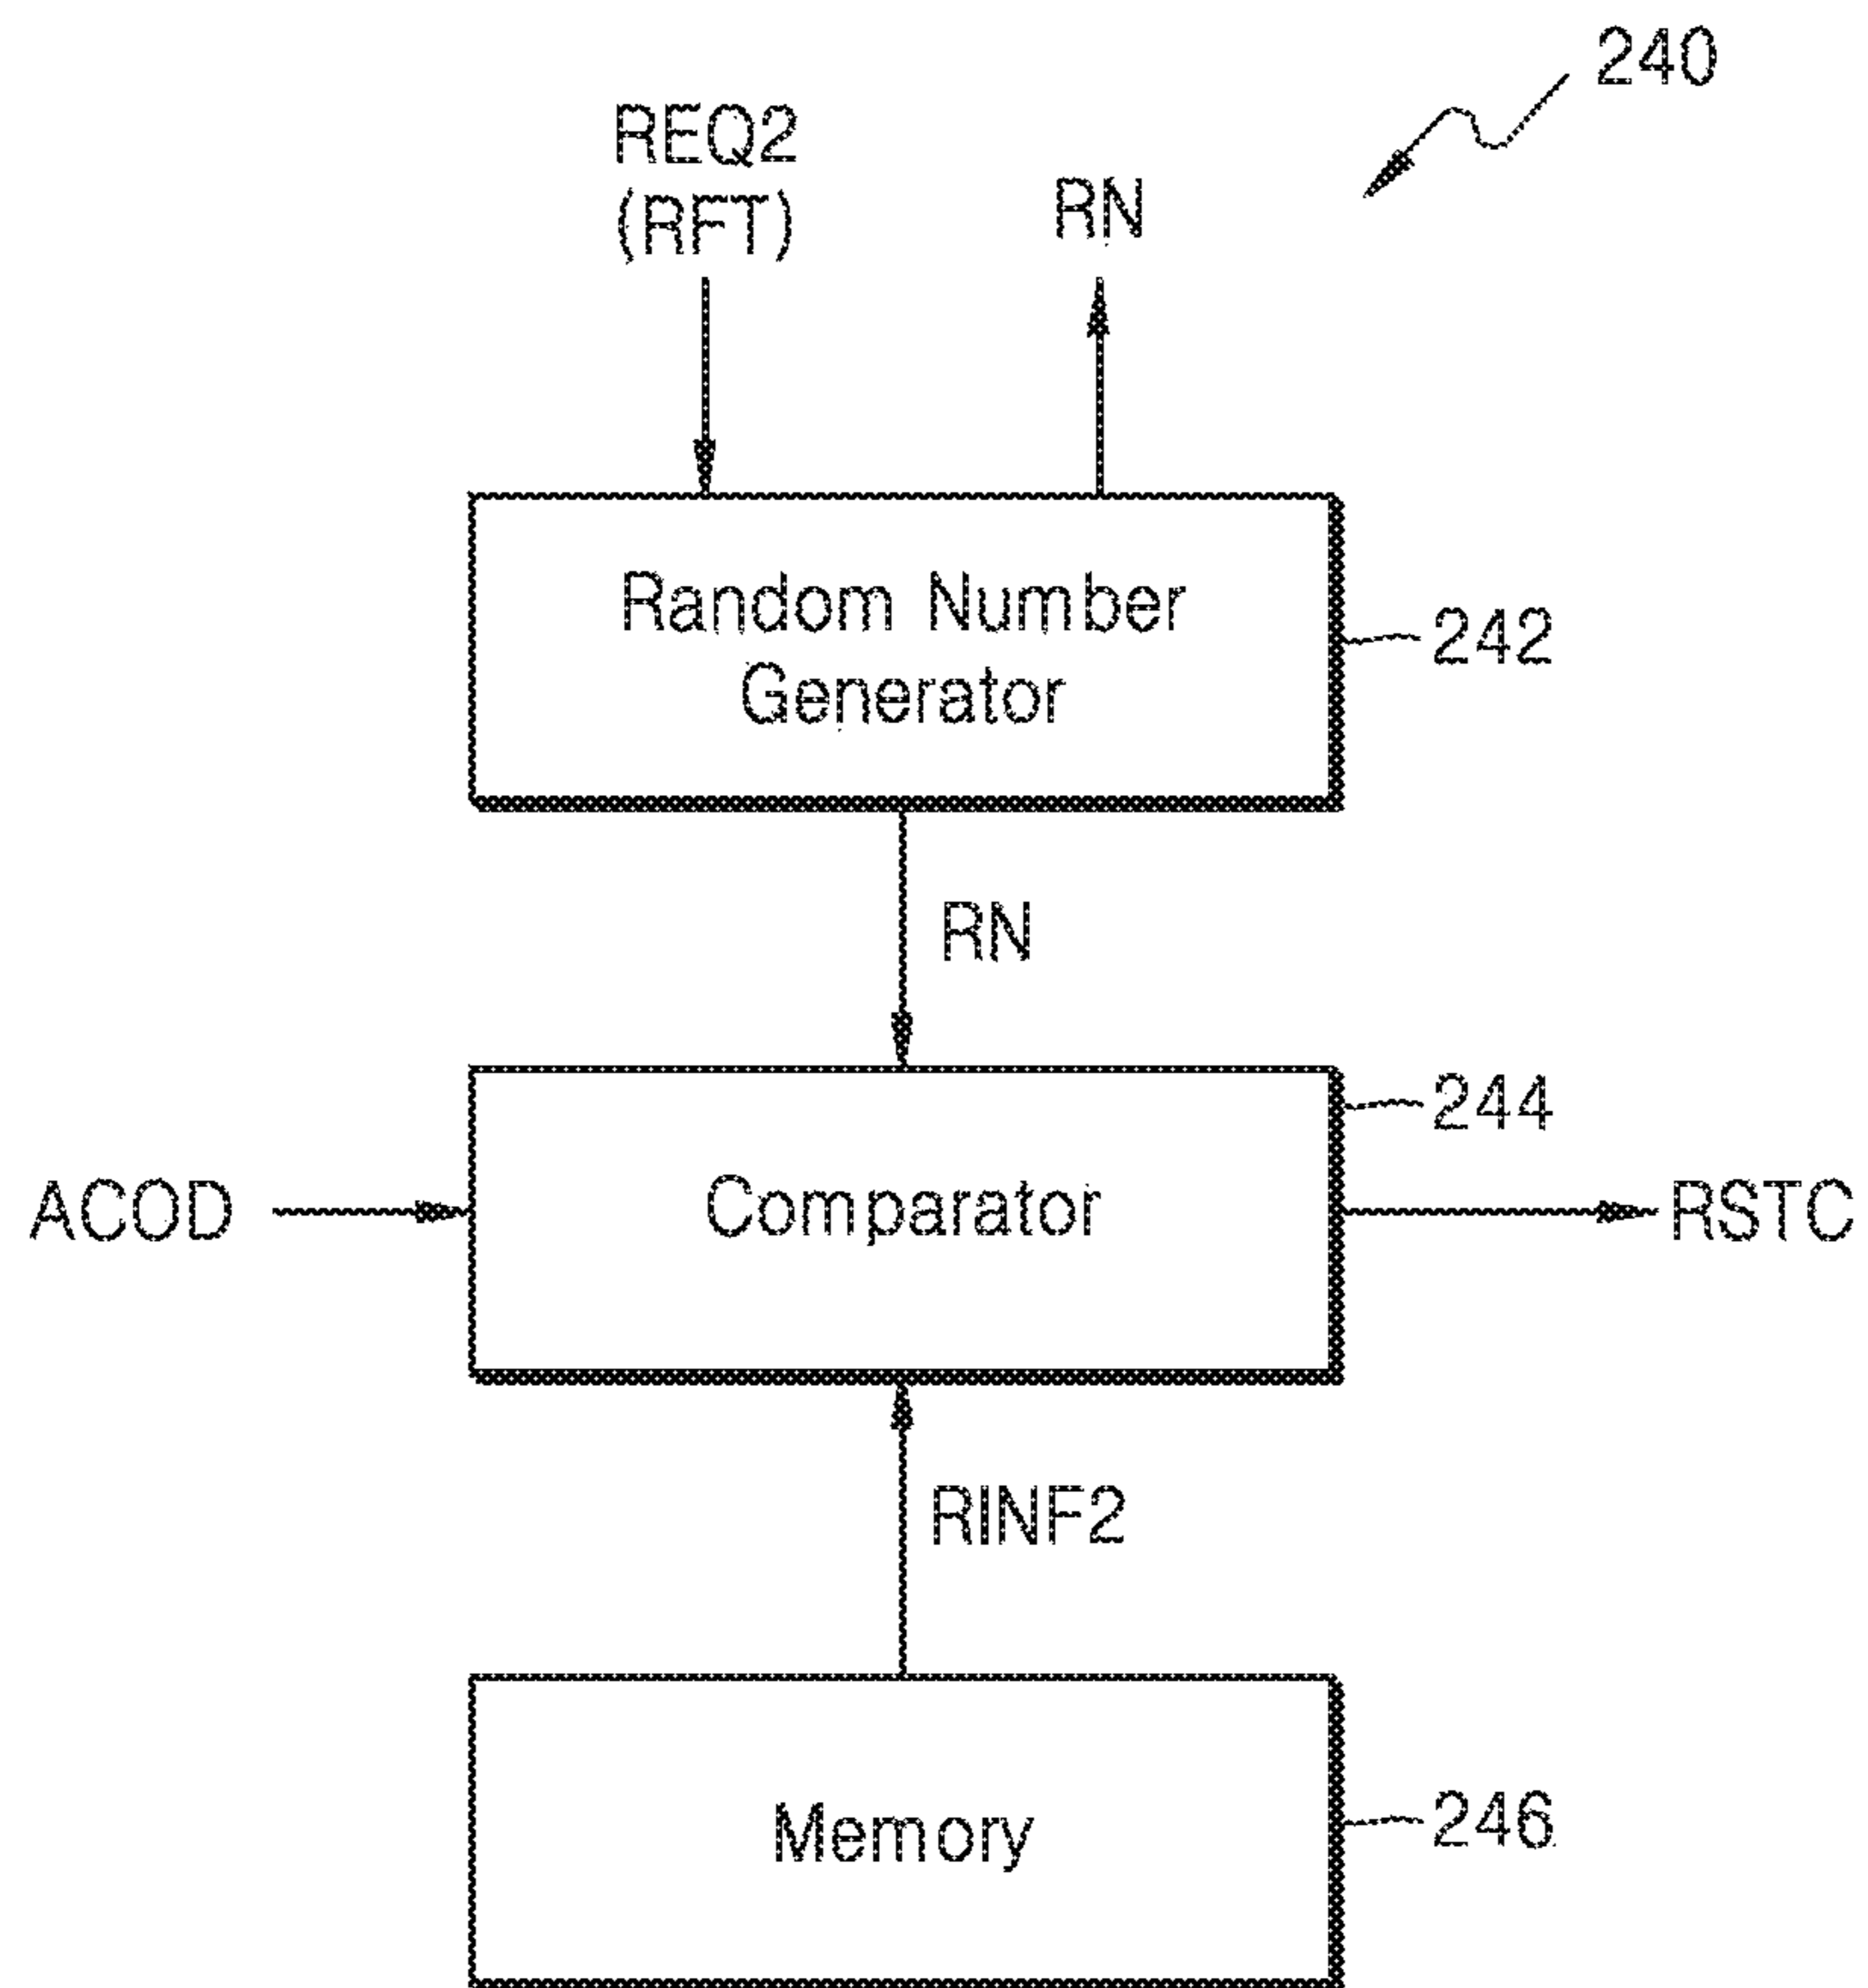 240
REQ2
(RFT)
RN
Random Number
Generator
242
RN
244
ACOD
Comparator
RSTC
RINF2
Memory
246